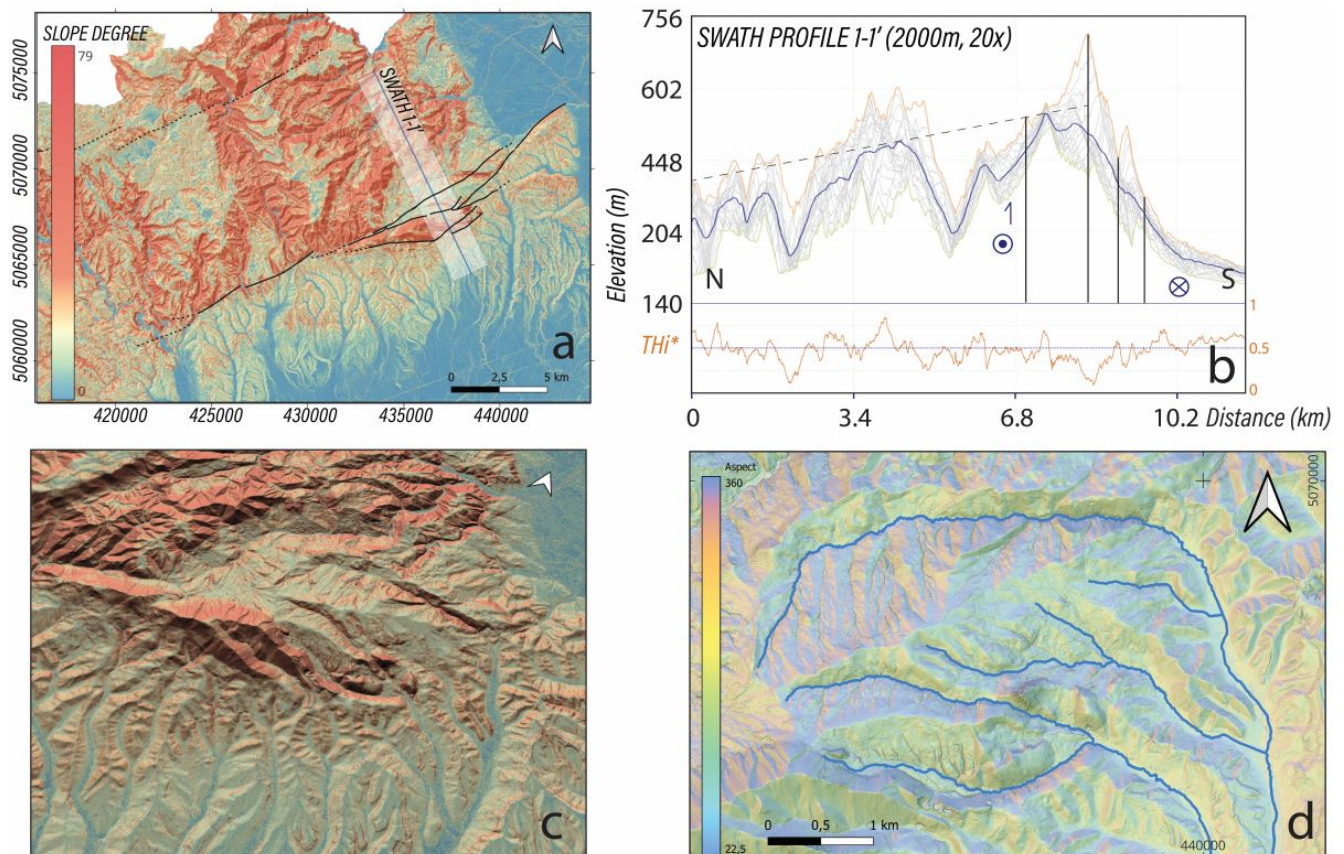 SLOPE DEGREE
79
0
SWATH 1-1'
5075000
5070000
5065000
5060000
420000
425000
430000
435000
440000
0
2,5
5 km
a
756
602
448
204
140
Elevation (m)
SWATH PROFILE 1-1' (2000m, 20x)
1
N
S
THi*
1
0.5
0
b
0
3.4
6.8
10.2
Distance (km)
c
Aspect
360
22,5
0
0,5
1 km
5070000
440000
d